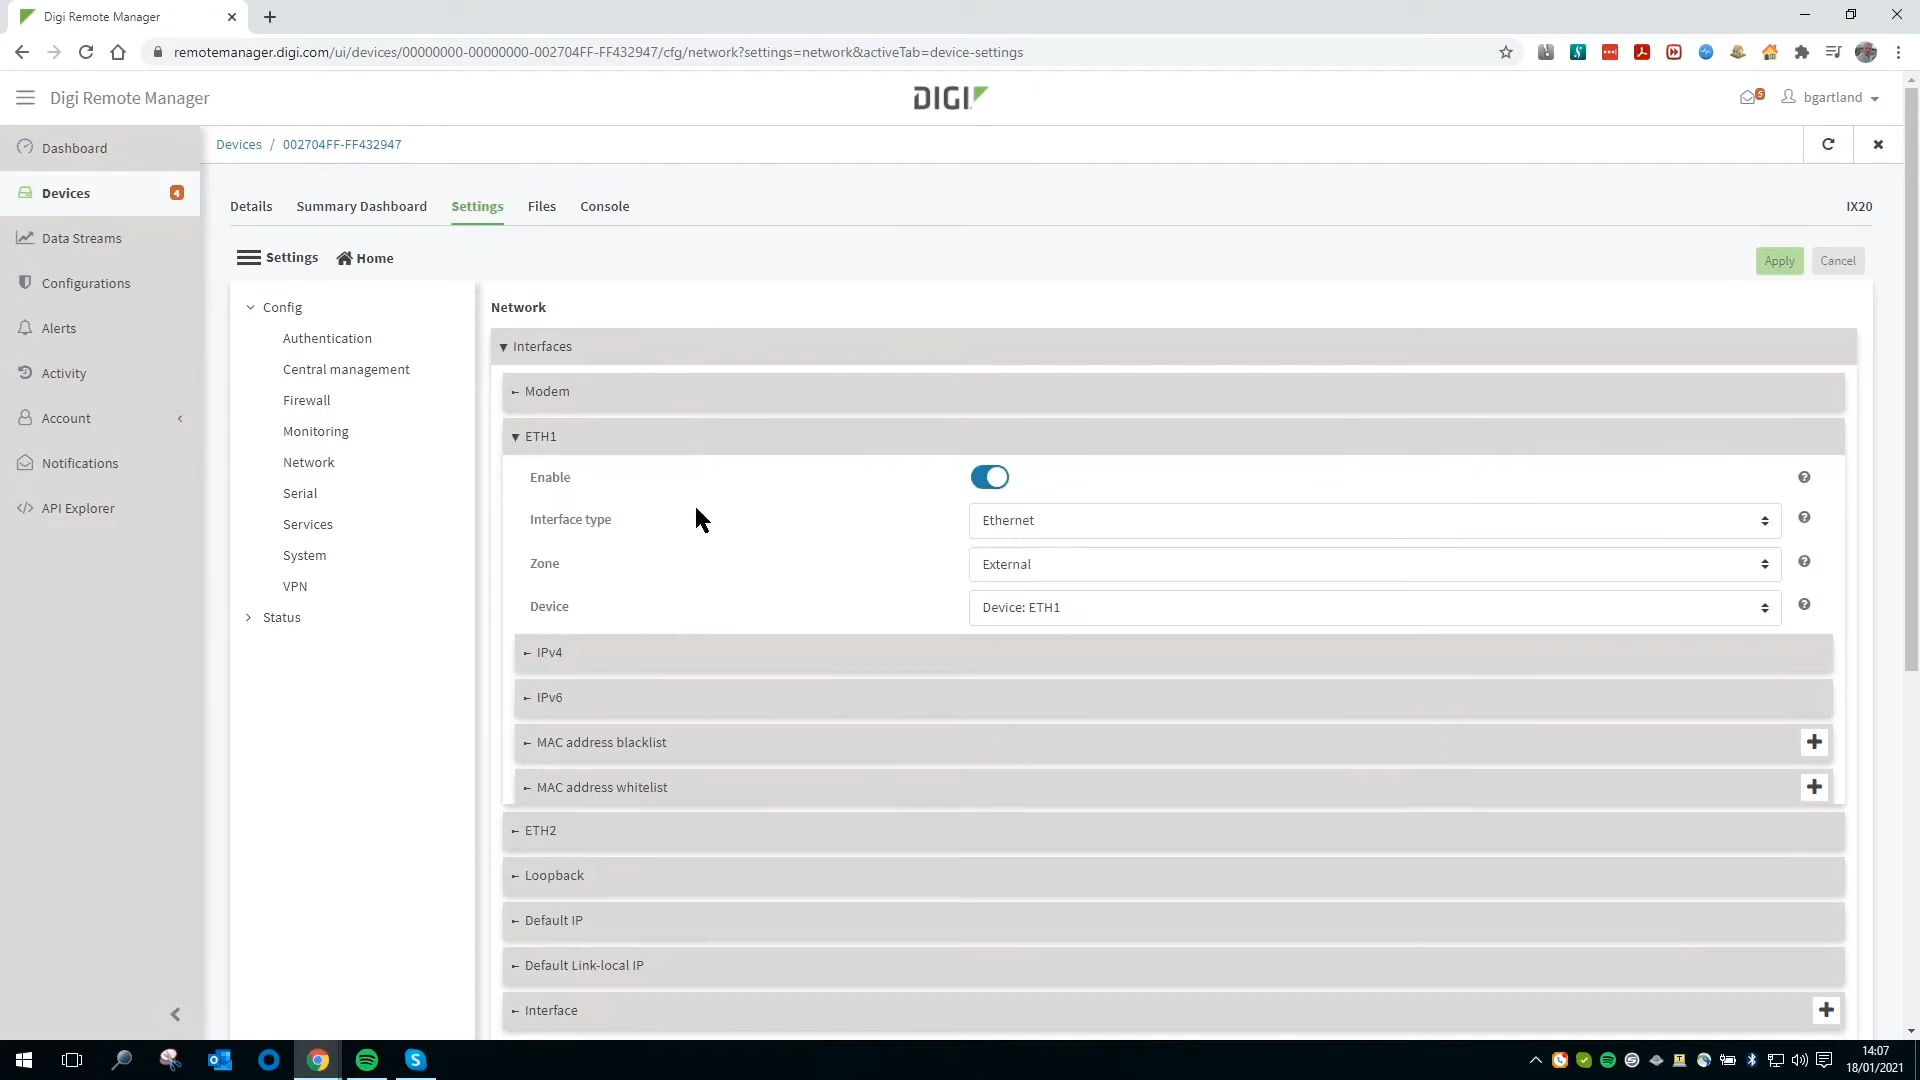 Digi Remote Manager
remotemanager.digi.com/ui/devices/00000000-00000000-002704FF-FF432947/cfg/network?settings=network&activeTab=device-settings
Digi Remote Manager
DIGI
5
bgartland
Dashboard
Devices
4
Data Streams
Configurations
Alerts
Activity
Account
Notifications
API Explorer
Devices / 002704FF-FF432947
Details
Summary Dashboard
Settings
Files
Console
IX20
Settings
Home
Apply
Cancel
Config
Authentication
Central management
Firewall
Monitoring
Network
Serial
Services
System
VPN
Status
Network
Interfaces
Modem
ETH1
Enable
Interface type
Ethernet
Zone
External
Device
Device: ETH1
IPv4
IPv6
MAC address blacklist
MAC address whitelist
ETH2
Loopback
Default IP
Default Link-local IP
Interface
14:07
18/01/2021